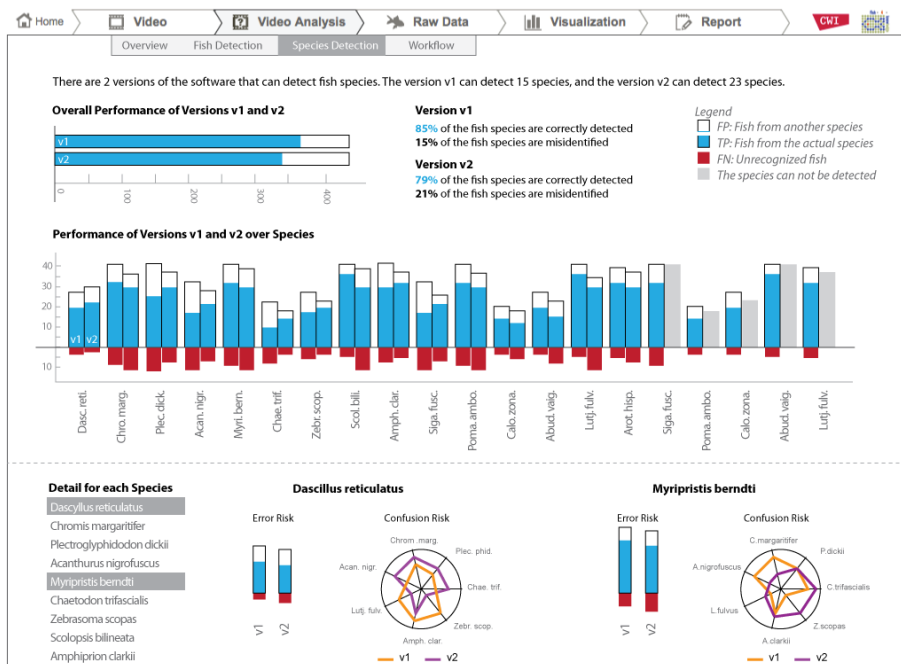 Home
Video
Video Analysis
Raw Data
Visualization
Report
CWI
Overview
Fish Detection
Species Detection
Workflow
There are 2 versions of the software that can detect fish species. The version v1 can detect 15 species, and the version v2 can detect 23 species.
Overall Performance of Versions v1 and v2
v1
v2
0
100
200
300
400
Version v1
85% of the fish species are correctly detected
15% of the fish species are misidentified
Version v2
79% of the fish species are correctly detected
21% of the fish species are misidentified
Legend
FP: Fish from another species
TP: Fish from the actual species
FN: Unrecognized fish
The species can not be detected
Performance of Versions v1 and v2 over Species
40
30
20
10
10
v1 v2
Dasc. reti.
Chro. marg.
Plec. dick.
Acan. nigr.
Myri. bern.
Chae. trif.
Zebr. scop.
Scol. bili.
Amph. clar.
Siga. fusc.
Poma. ambo.
Calo. zona.
Abud. vaig.
Lutj. fulv.
Arot. hisp.
Siga. fusc.
Poma. ambo.
Calo. zona.
Abud. vaig.
Lutj. fulv.
Detail for each Species
Dascyllus reticulatus
Chromis margaritifer
Plectroglyphidodon dickii
Acanthurus nigrofuscus
Myripristis berndti
Chaetodon trifascialis
Zebrasoma scopas
Scolopsis bilineata
Amphiprion clarkii
Dascillus reticulatus
Error Risk
v1
v2
Confusion Risk
Chrom .marg.
Plec. phid.
Chae. trif.
Zebr. scop.
Amph. clar.
Lutj. fulv.
Acan. nigr.
v1
v2
Myripristis berndti
Error Risk
v1
v2
Confusion Risk
C.margaritifer
P.dickii
C.trifascialis
Z.scopas
A.clarkii
L.fulvus
A.nigrofuscus
v1
v2